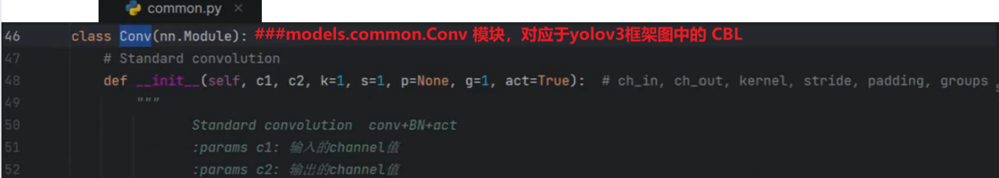 common.py ×
46 class Conv(nn.Module): ###models.common.Conv 模块，对应于yolov3框架图中的 CBL
47 # Standard convolution
48 def __init__(self, c1, c2, k=1, s=1, p=None, g=1, act=True):  # ch_in, ch_out, kernel, stride, padding, groups
49 """
50 Standard convolution  conv+BN+act
51 :params c1: 输入的channel值
52 :params c2: 输出的channel值